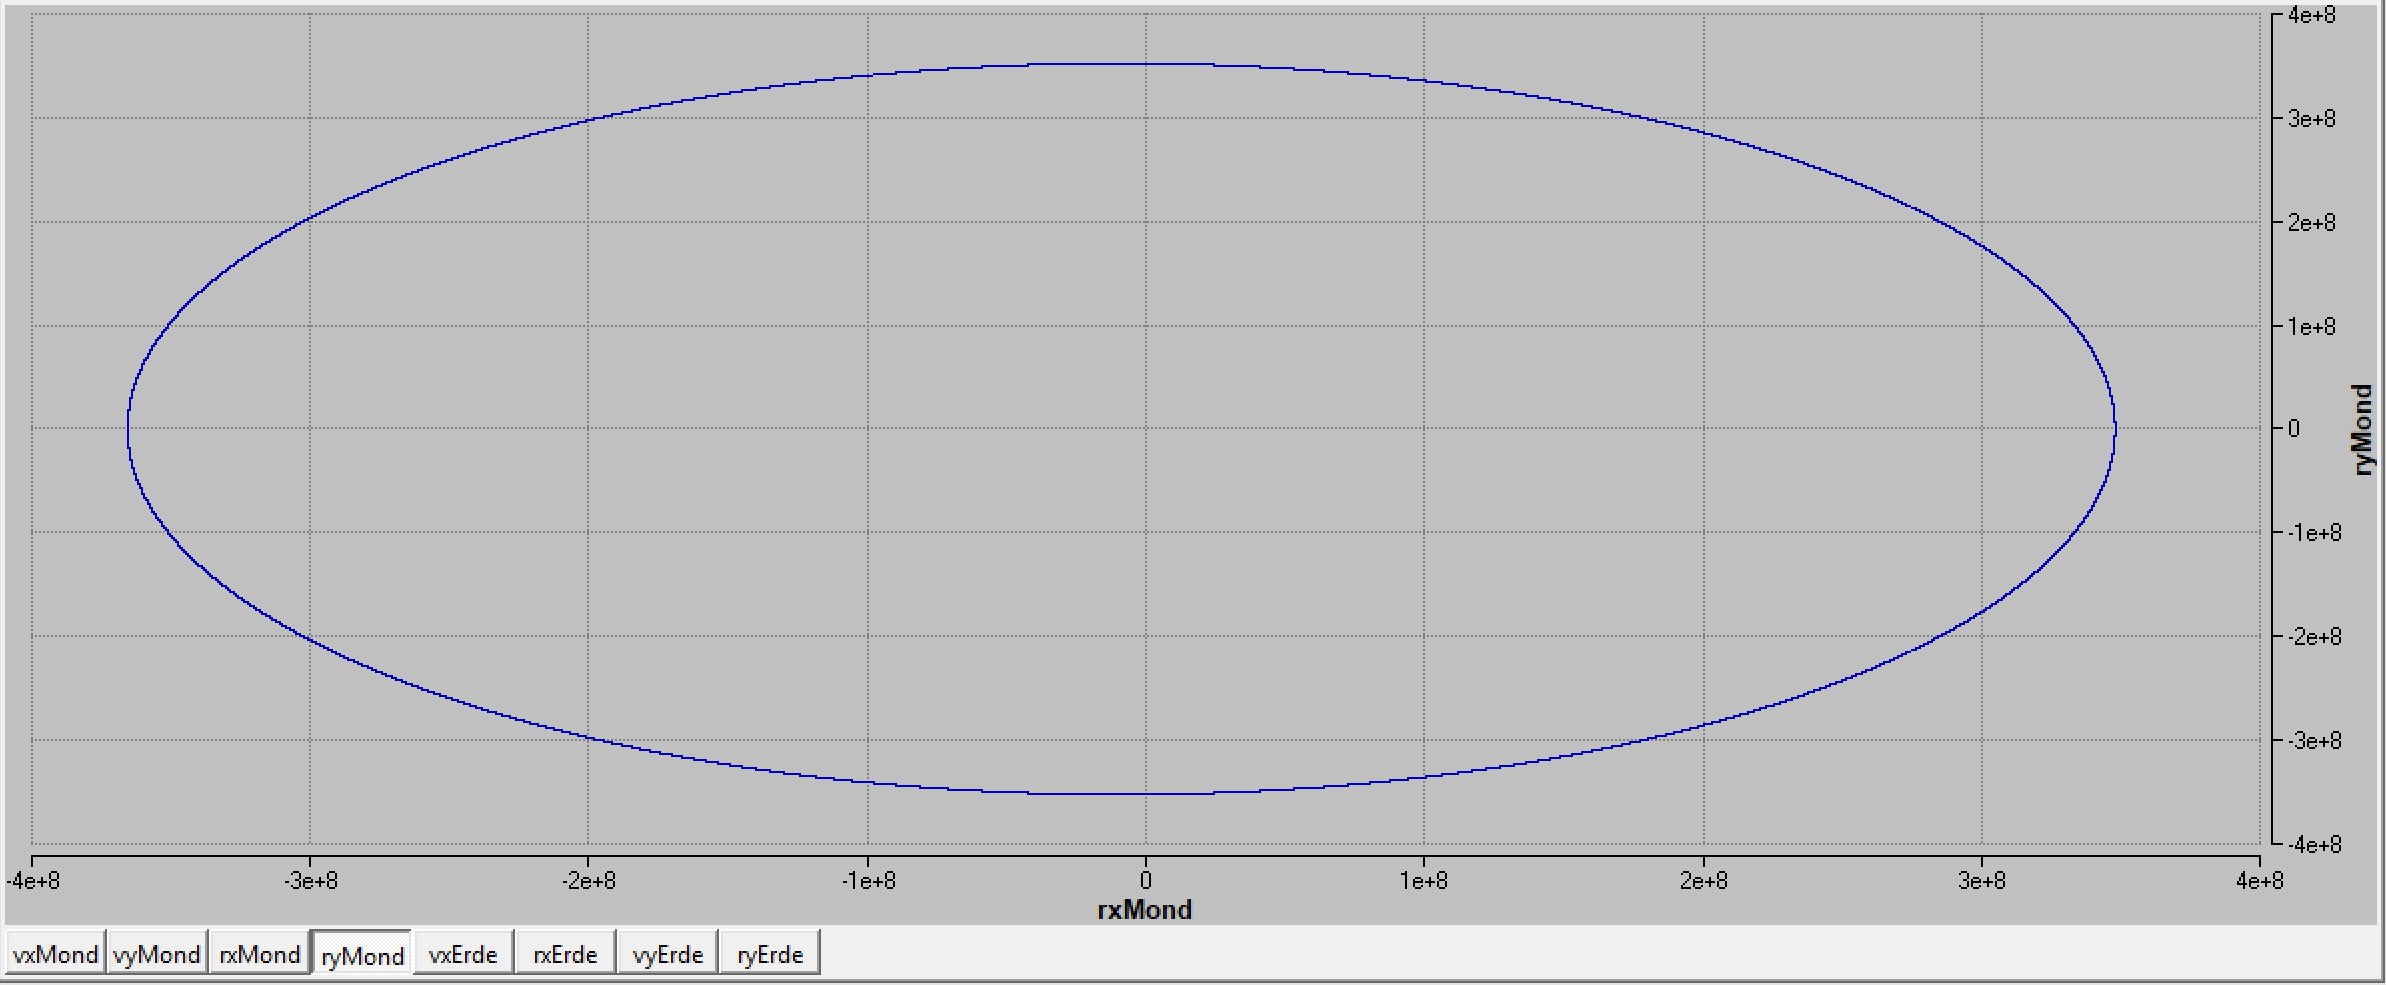 4e+8
3e+8
2e+8
1e+8
0
-1e+8
-2e+8
-3e+8
-4e+8
ryMond
-4e+8 -3e+8 -2e+8 -1e+8 0 1e+8 2e+8 3e+8 4e+8
rxMond
vxMond vyMond rxMond ryMond vxErde rxErde vyErde ryErde